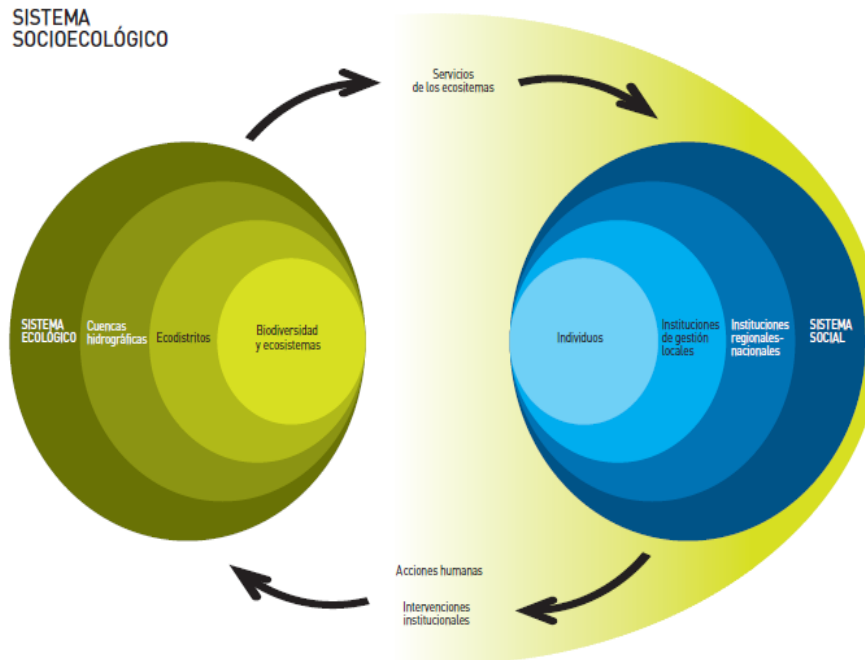 SISTEMA
SOCIOECOLÓGICO
Servicios
de los ecositemas
SISTEMA
ECOLÓGICO
Cuencas
hidrográficas
Ecodistritos
Biodiversidad
y ecosistemas
Individuos
Instituciones
de gestión
locales
Instituciones
regionales-
nacionales
SISTEMA
SOCIAL
Acciones humanas
Intervenciones
institucionales